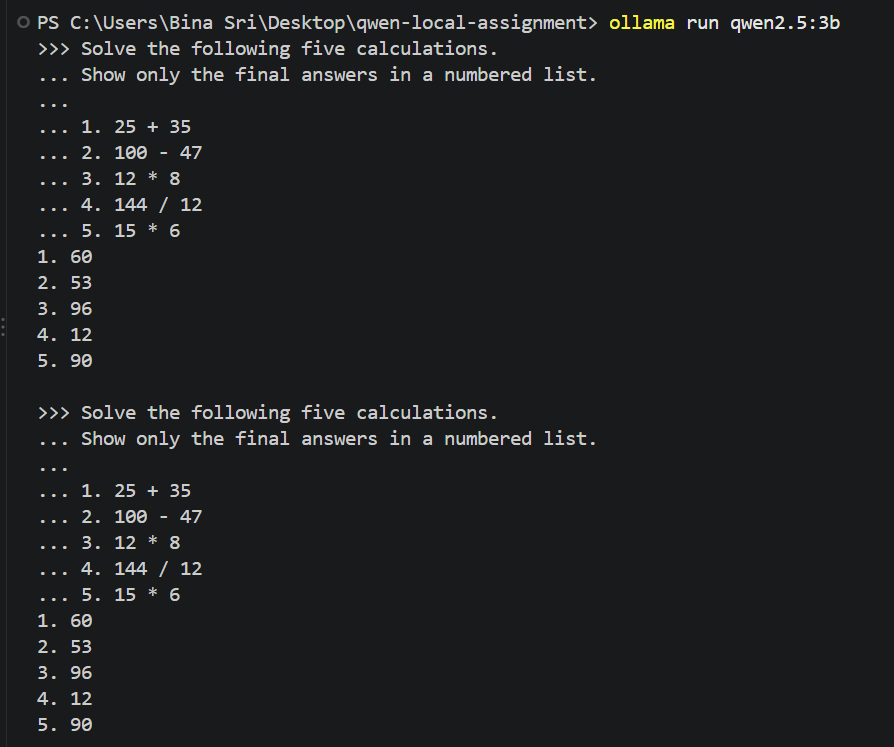 PS C:\Users\Bina Sri\Desktop\qwen-local-assignment> ollama run qwen2.5:3b
>>> Solve the following five calculations.
... Show only the final answers in a numbered list.
...
... 1. 25 + 35
... 2. 100 - 47
... 3. 12 * 8
... 4. 144 / 12
... 5. 15 * 6
1. 60
2. 53
3. 96
4. 12
5. 90
>>> Solve the following five calculations.
... Show only the final answers in a numbered list.
...
... 1. 25 + 35
... 2. 100 - 47
... 3. 12 * 8
... 4. 144 / 12
... 5. 15 * 6
1. 60
2. 53
3. 96
4. 12
5. 90